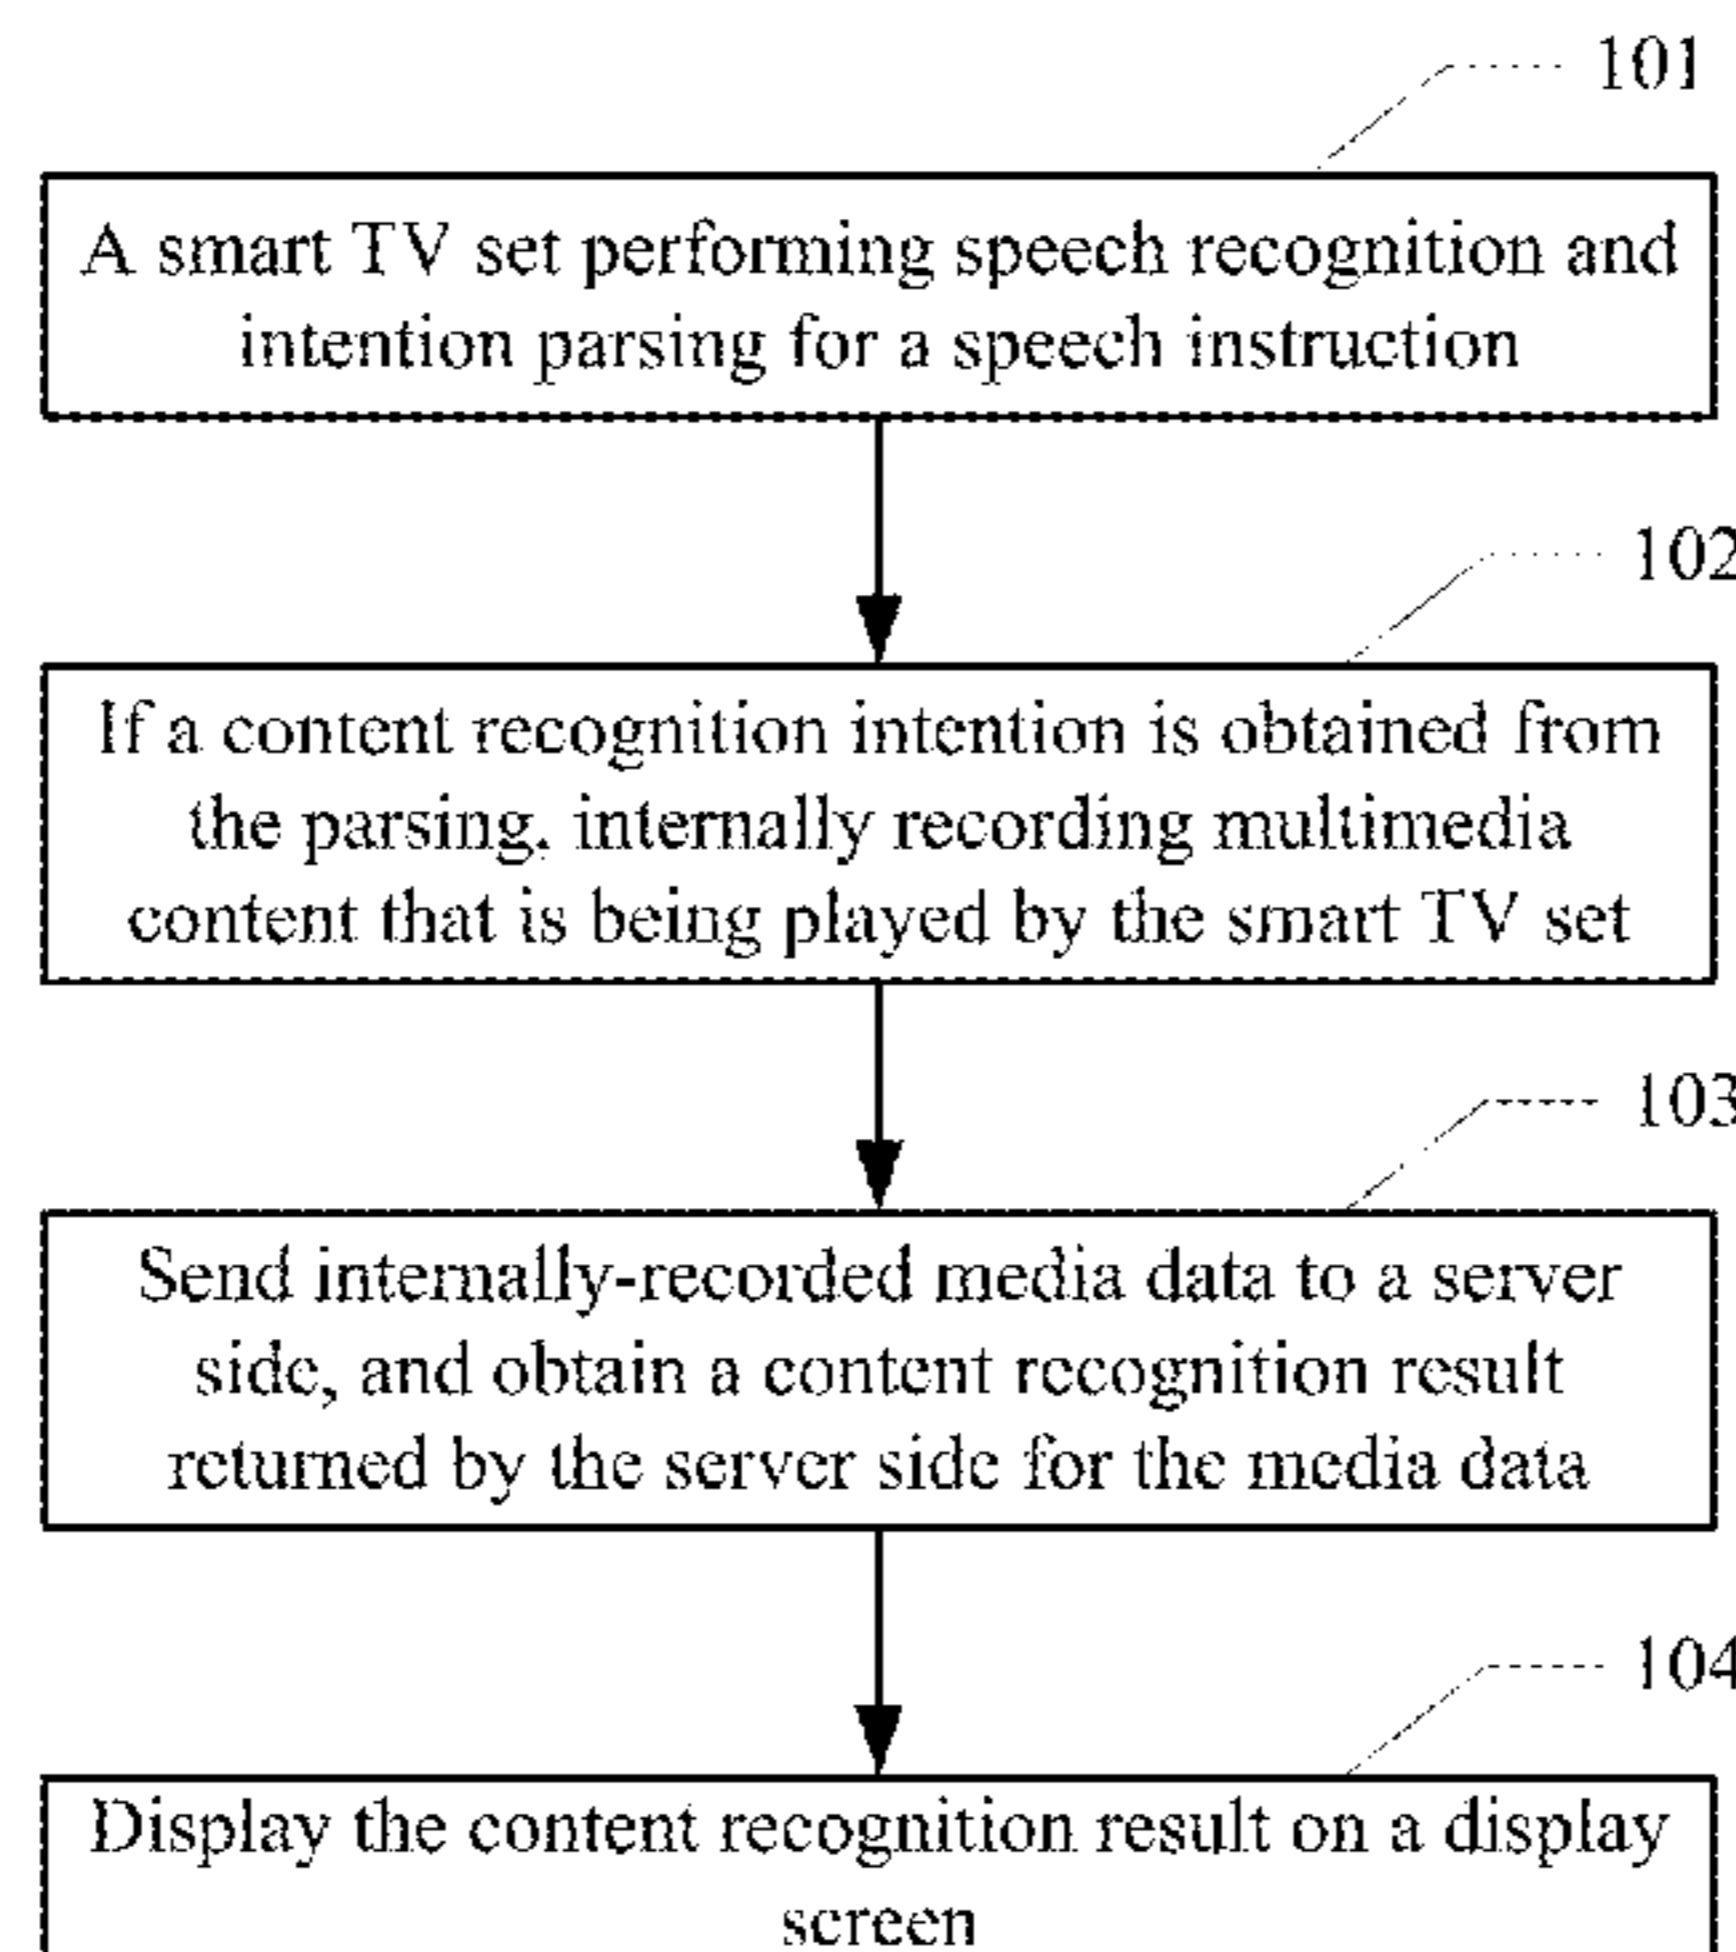 101
A smart TV set performing speech recognition and
intention parsing for a speech instruction
102
If a content recognition intention is obtained from
the parsing, internally recording multimedia
content that is being played by the smart TV set
103
Send internally-recorded media data to a server
side, and obtain a content recognition result
returned by the server side for the media data
104
Display the content recognition result on a display
screen